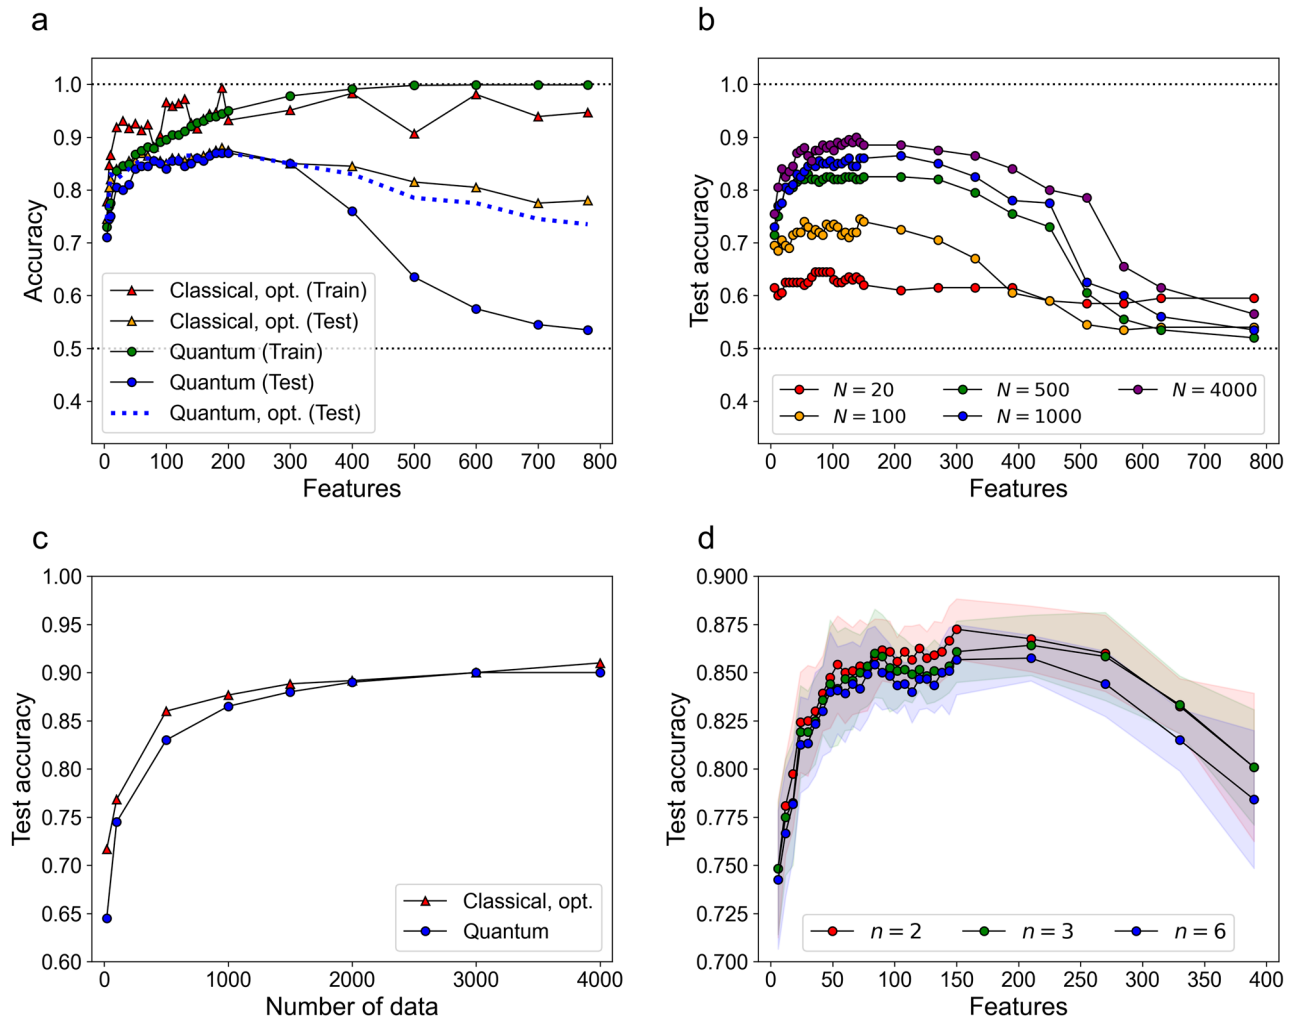 a
1.0
0.9
0.8
0.7
0.6
0.5
0.4
Accuracy
Classical, opt. (Train)
Classical, opt. (Test)
Quantum (Train)
Quantum (Test)
Quantum, opt. (Test)
0 100 200 300 400 500 600 700 800
Features
b
1.0
0.9
0.8
0.7
0.6
0.5
0.4
Test accuracy
N = 20 N = 500 N = 4000
N = 100 N = 1000
0 100 200 300 400 500 600 700 800
Features
c
1.00
0.95
0.90
0.85
0.80
0.75
0.70
0.65
0.60
Test accuracy
Classical, opt.
Quantum
0 1000 2000 3000 4000
Number of data
d
0.900
0.875
0.850
0.825
0.800
0.775
0.750
0.725
0.700
Test accuracy
n = 2 n = 3 n = 6
0 50 100 150 200 250 300 350 400
Features